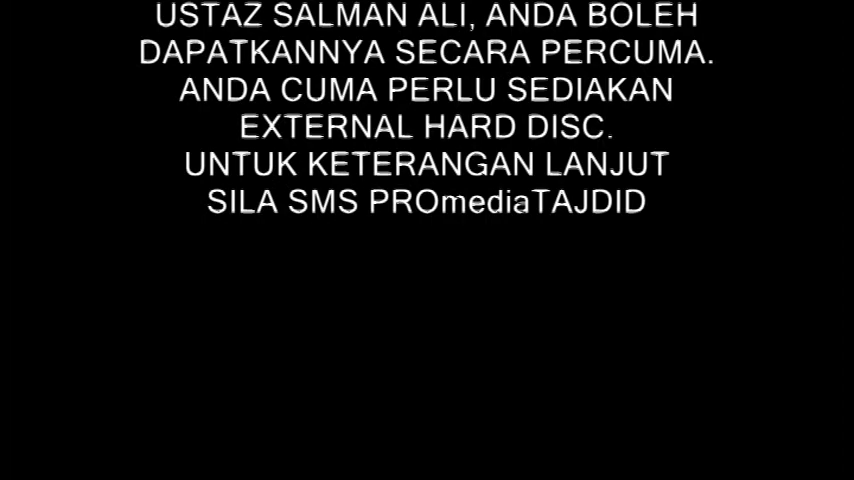 USTAZ SALMAN ALI, ANDA BOLEH
DAPATKANNYA SECARA PERCUMA.
ANDA CUMA PERLU SEDIAKAN
EXTERNAL HARD DISC.
UNTUK KETERANGAN LANJUT
SILA SMS PROmediaTAJDID